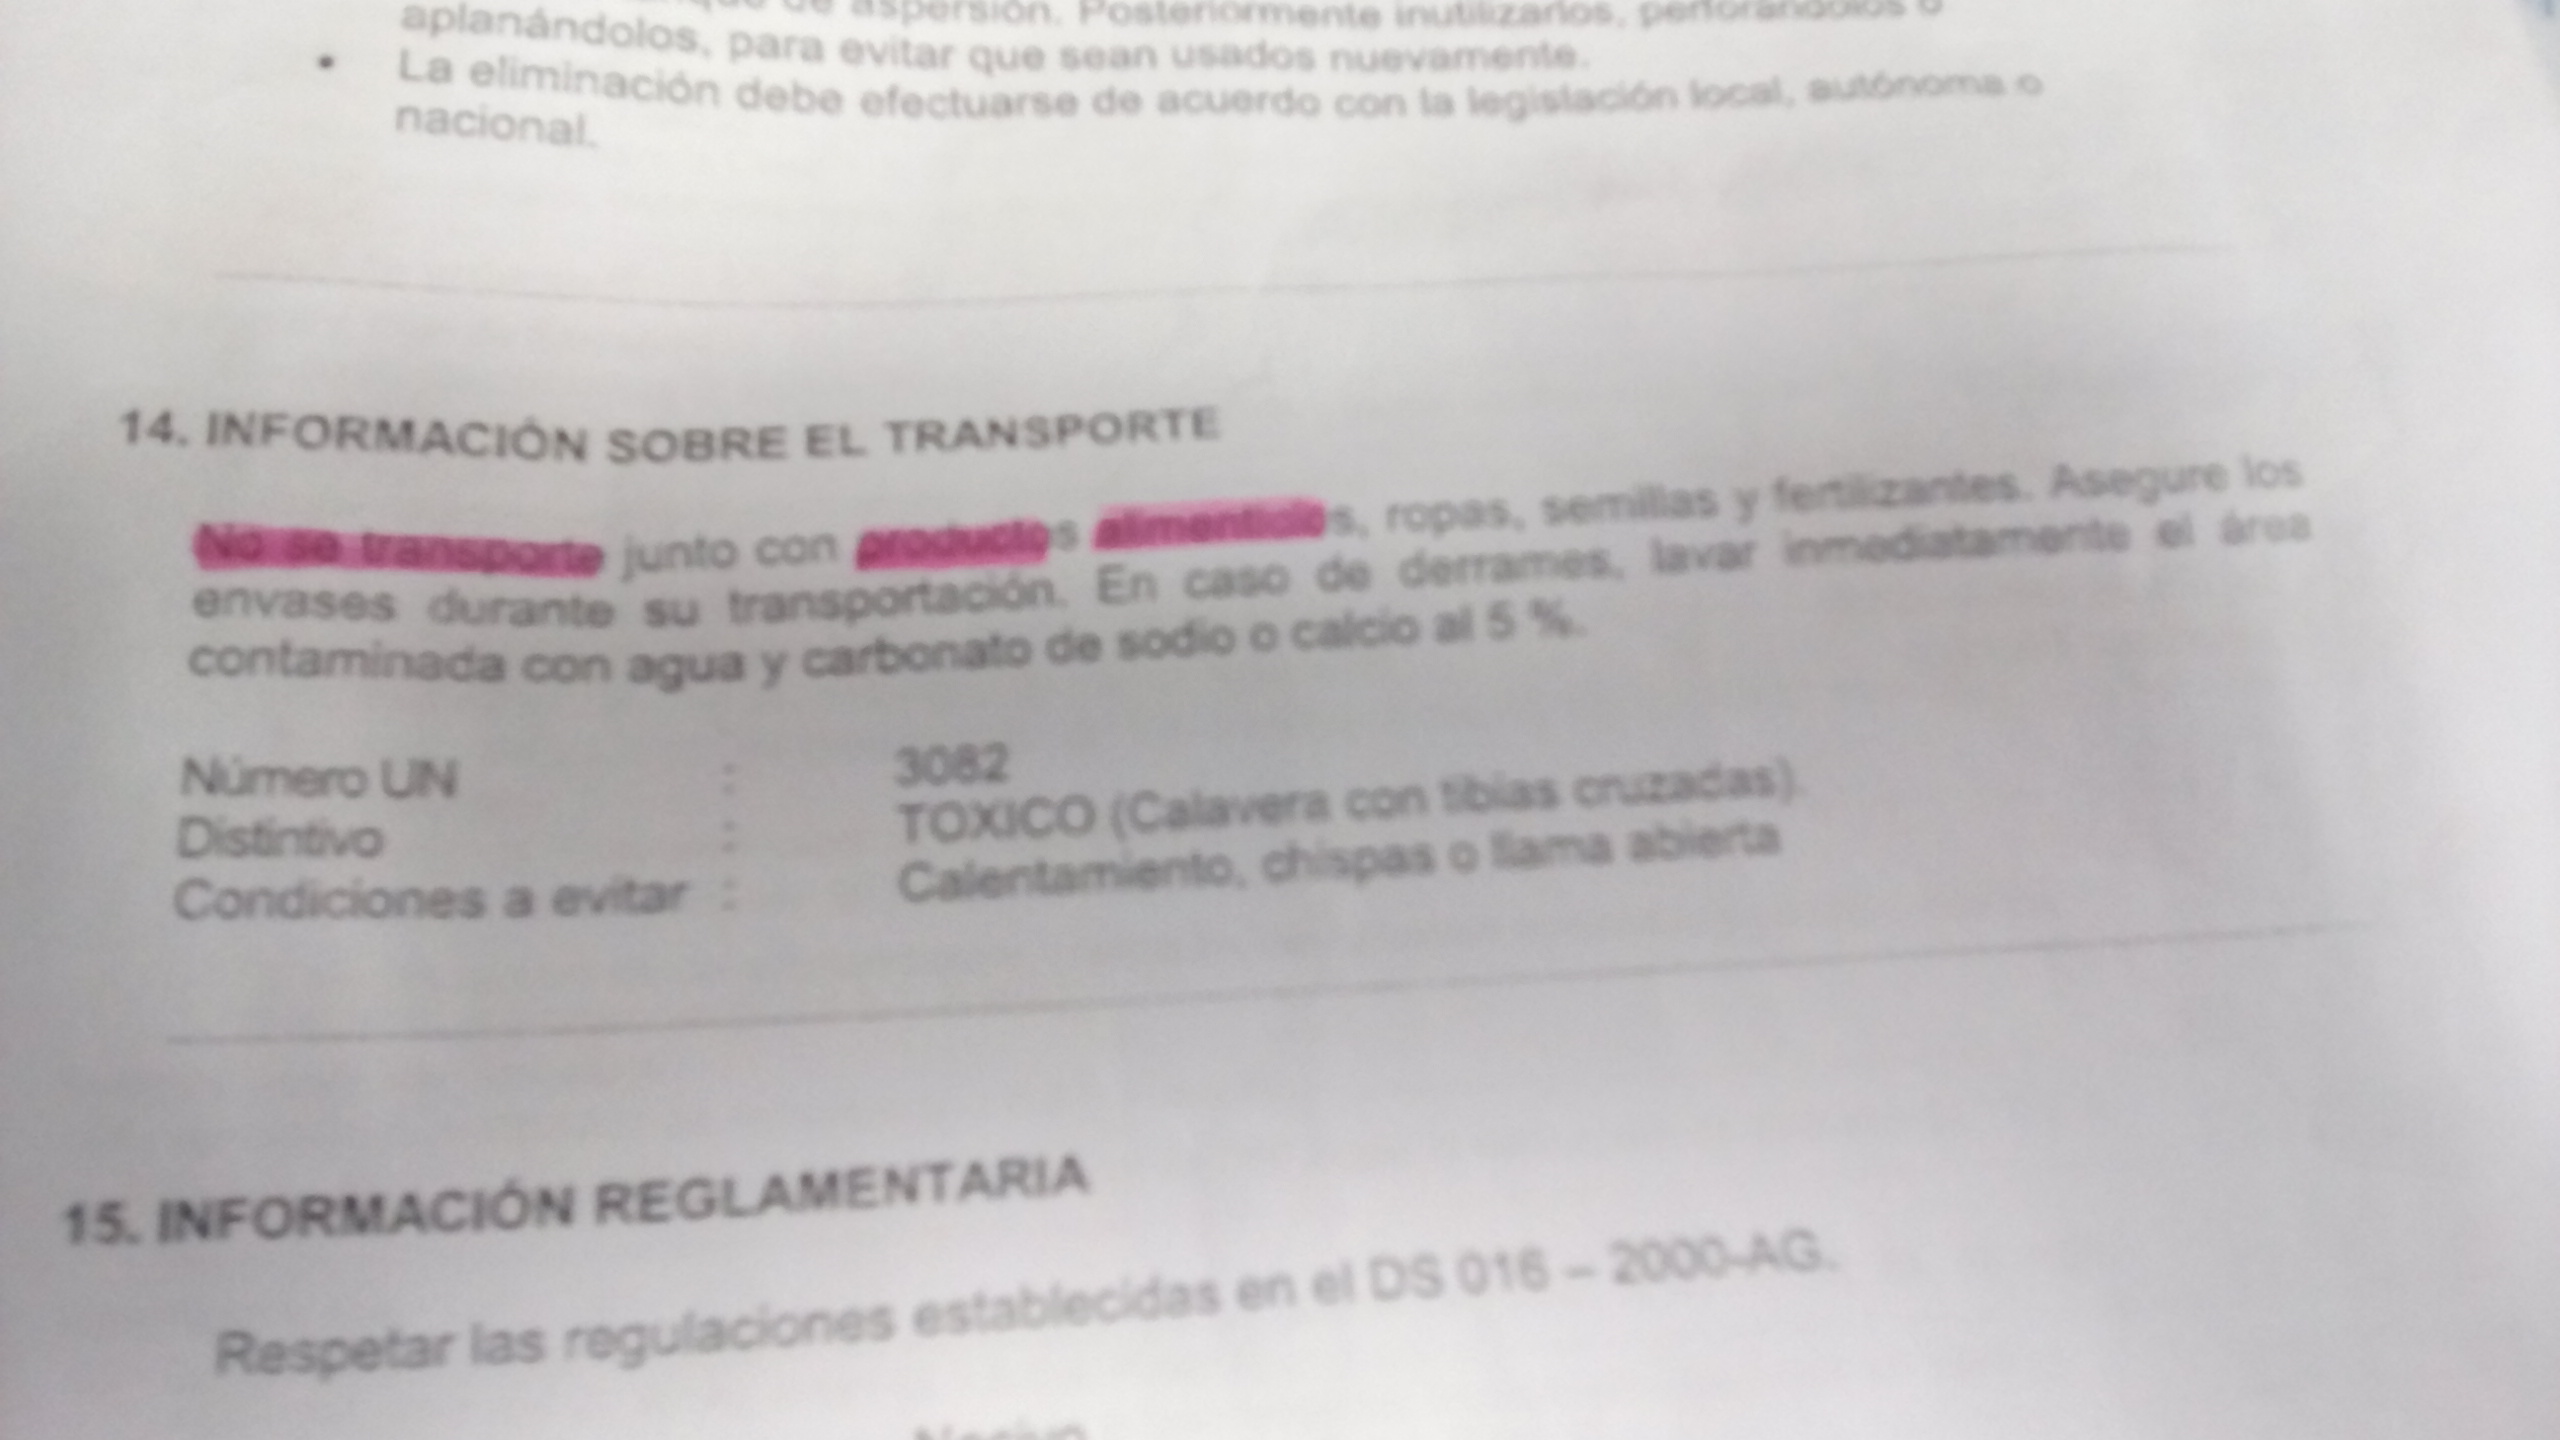 de aspersión. Posteriormente inutilizarlos, perforándolos o
aplanándolos, para evitar que sean usados nuevamente.
• La eliminación debe efectuarse de acuerdo con la legislación local, autónoma o
nacional.
14. INFORMACIÓN SOBRE EL TRANSPORTE
No se transporte junto con productos alimenticios, ropas, semillas y fertilizantes. Asegure los
envases durante su transportación. En caso de derrames, lavar inmediatamente el área
contaminada con agua y carbonato de sodio o calcio al 5 %.
Número UN : 3082
Distintivo : TOXICO (Calavera con tibias cruzadas).
Condiciones a evitar : Calentamiento, chispas o llama abierta
15. INFORMACIÓN REGLAMENTARIA
Respetar las regulaciones establecidas en el DS 016 – 2000-AG.